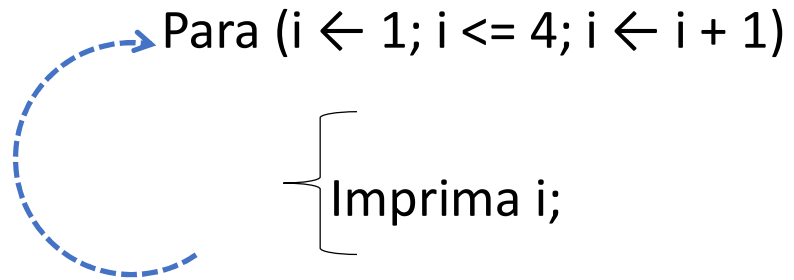 Para (i ← 1; i <= 4; i ← i + 1)
Imprima i;